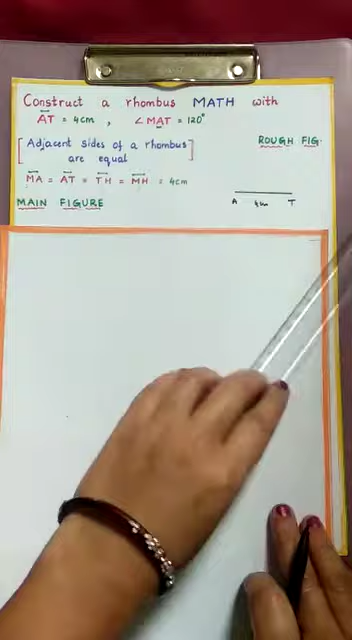 Construct a rhombus MATH with
AT = 4cm , ∠MAT = 120°
[ Adjacent sides of a rhombus
are equal ]
ROUGH FIG.
MA = AT = TH = MH = 4cm
A 4cm T
MAIN FIGURE